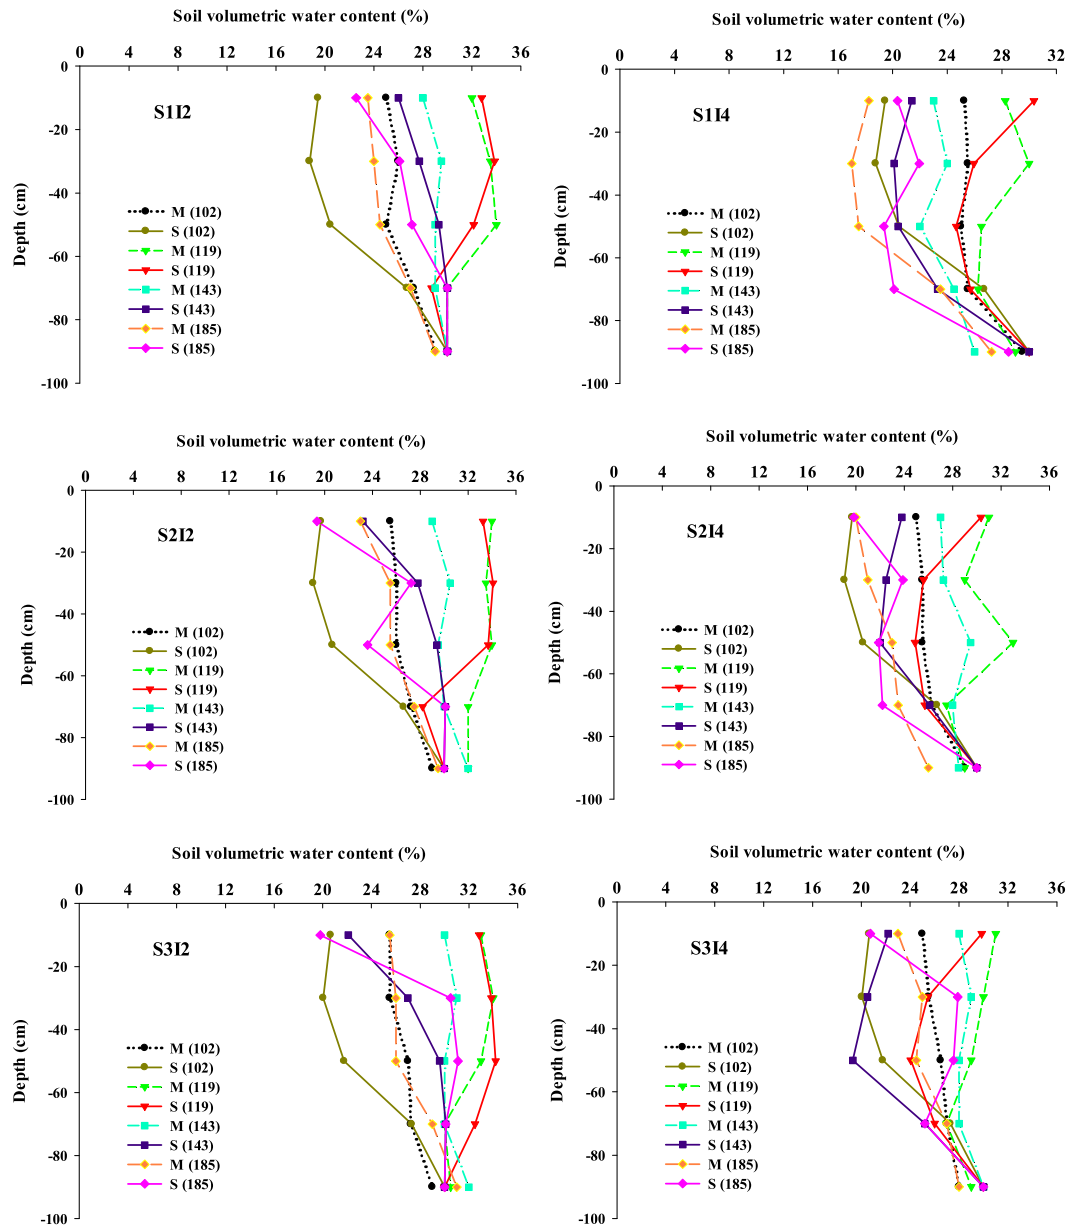 Soil volumetric water content (%)
0 4 8 12 16 20 24 28 32 36
0
-20
-40
-60
-80
-100
Depth (cm)
S1I2
M (102)
S (102)
M (119)
S (119)
M (143)
S (143)
M (185)
S (185)
Soil volumetric water content (%)
0 4 8 12 16 20 24 28 32
0
-20
-40
-60
-80
-100
Depth (cm)
S1I4
M (102)
S (102)
M (119)
S (119)
M (143)
S (143)
M (185)
S (185)
Soil volumetric water content (%)
0 4 8 12 16 20 24 28 32 36
0
-20
-40
-60
-80
-100
Depth (cm)
S2I2
M (102)
S (102)
M (119)
S (119)
M (143)
S (143)
M (185)
S (185)
Soil volumetric water content (%)
0 4 8 12 16 20 24 28 32 36
0
-20
-40
-60
-80
-100
Depth (cm)
S2I4
M (102)
S (102)
M (119)
S (119)
M (143)
S (143)
M (185)
S (185)
Soil volumetric water content (%)
0 4 8 12 16 20 24 28 32 36
0
-20
-40
-60
-80
-100
Depth (cm)
S3I2
M (102)
S (102)
M (119)
S (119)
M (143)
S (143)
M (185)
S (185)
Soil volumetric water content (%)
0 4 8 12 16 20 24 28 32 36
0
-20
-40
-60
-80
-100
Depth (cm)
S3I4
M (102)
S (102)
M (119)
S (119)
M (143)
S (143)
M (185)
S (185)